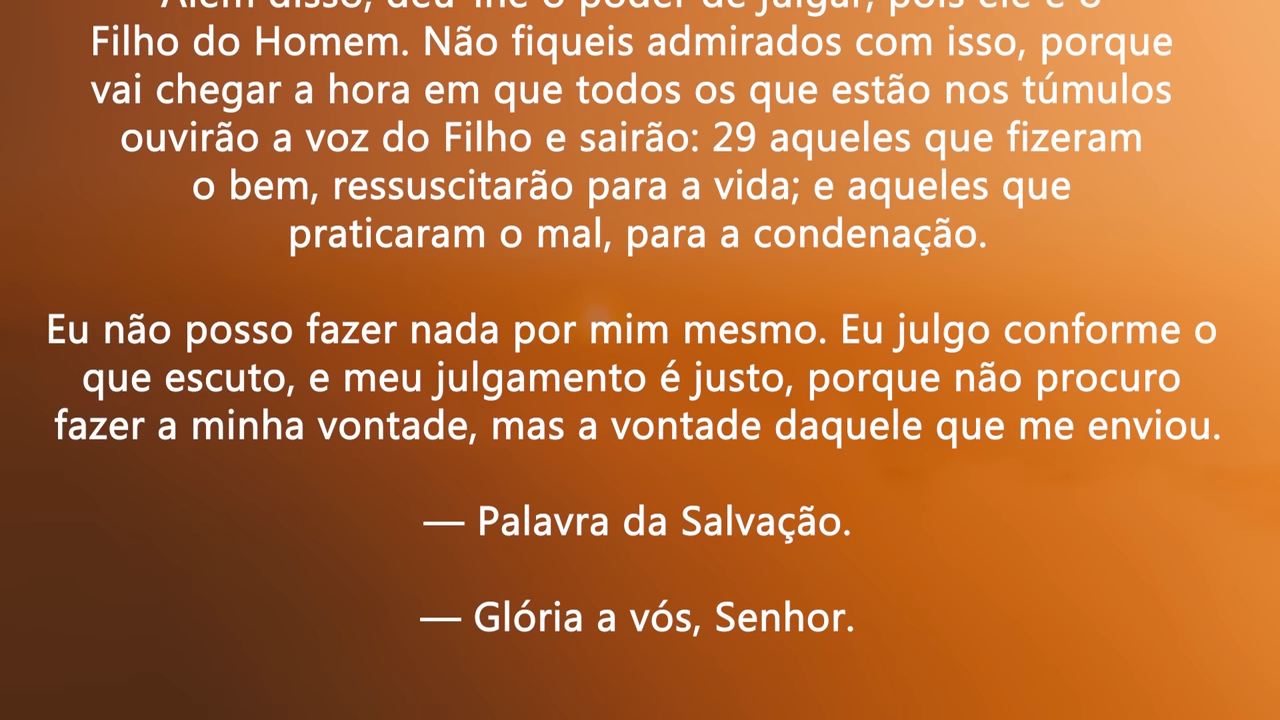 Além disso, deu-lhe o poder de julgar, pois ele é o
Filho do Homem. Não fiqueis admirados com isso, porque
vai chegar a hora em que todos os que estão nos túmulos
ouvirão a voz do Filho e sairão: 29 aqueles que fizeram
o bem, ressuscitarão para a vida; e aqueles que
praticaram o mal, para a condenação.
Eu não posso fazer nada por mim mesmo. Eu julgo conforme o
que escuto, e meu julgamento é justo, porque não procuro
fazer a minha vontade, mas a vontade daquele que me enviou.
— Palavra da Salvação.
— Glória a vós, Senhor.